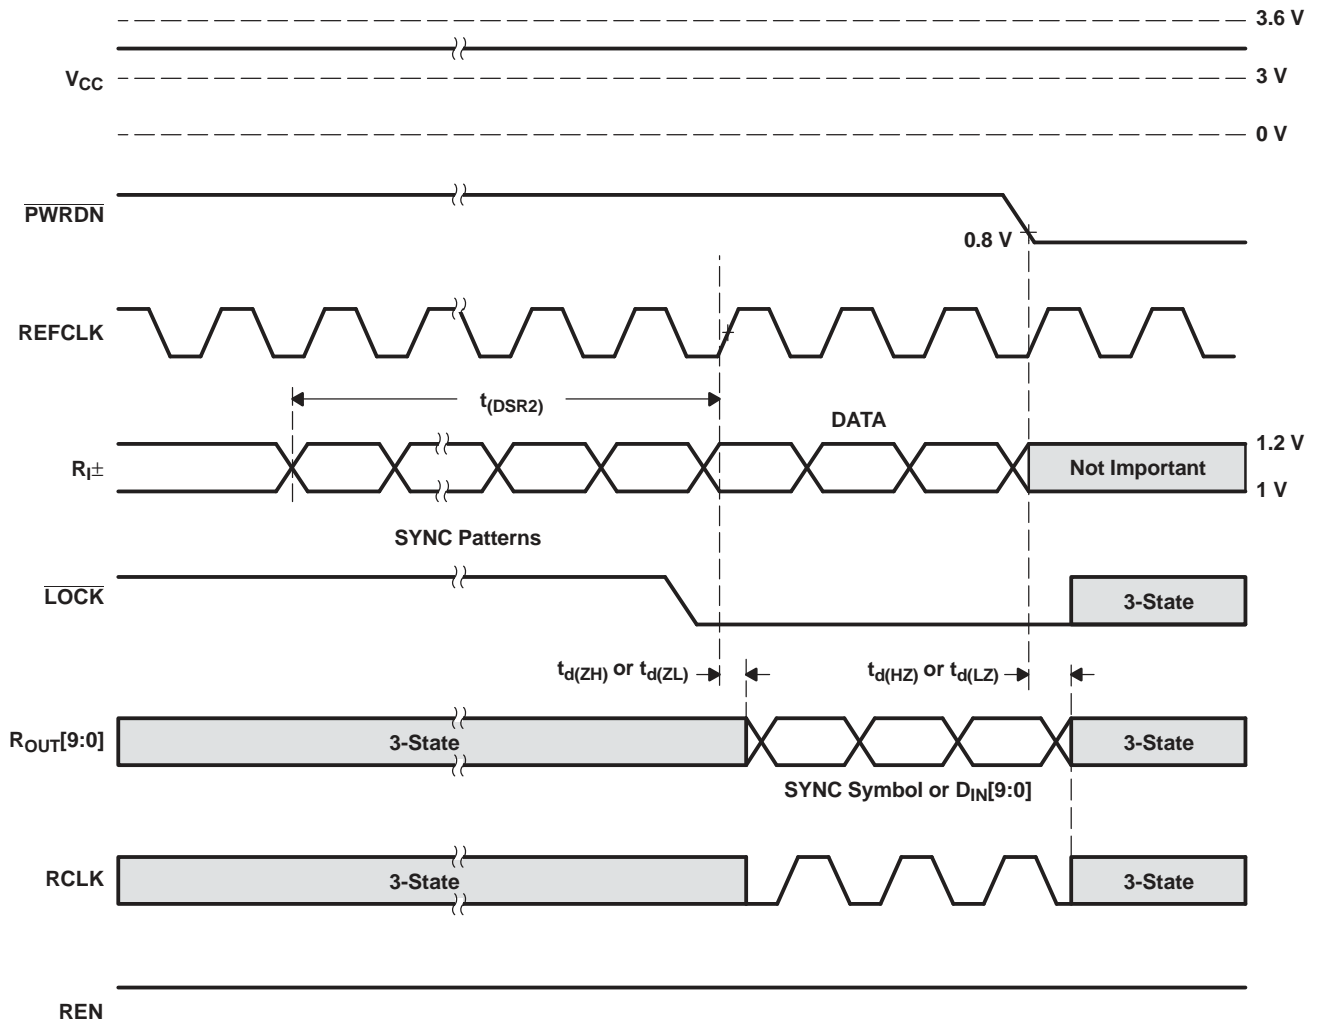 3.6 V
VCC
3 V
0 V
PWRDN
0.8 V
REFCLK
t(DSR2)
DATA
RI±
1.2 V
Not Important
1 V
SYNC Patterns
LOCK
3-State
td(ZH) or td(ZL)
td(HZ) or td(LZ)
ROUT[9:0]
3-State
3-State
SYNC Symbol or DIN[9:0]
RCLK
3-State
3-State
REN